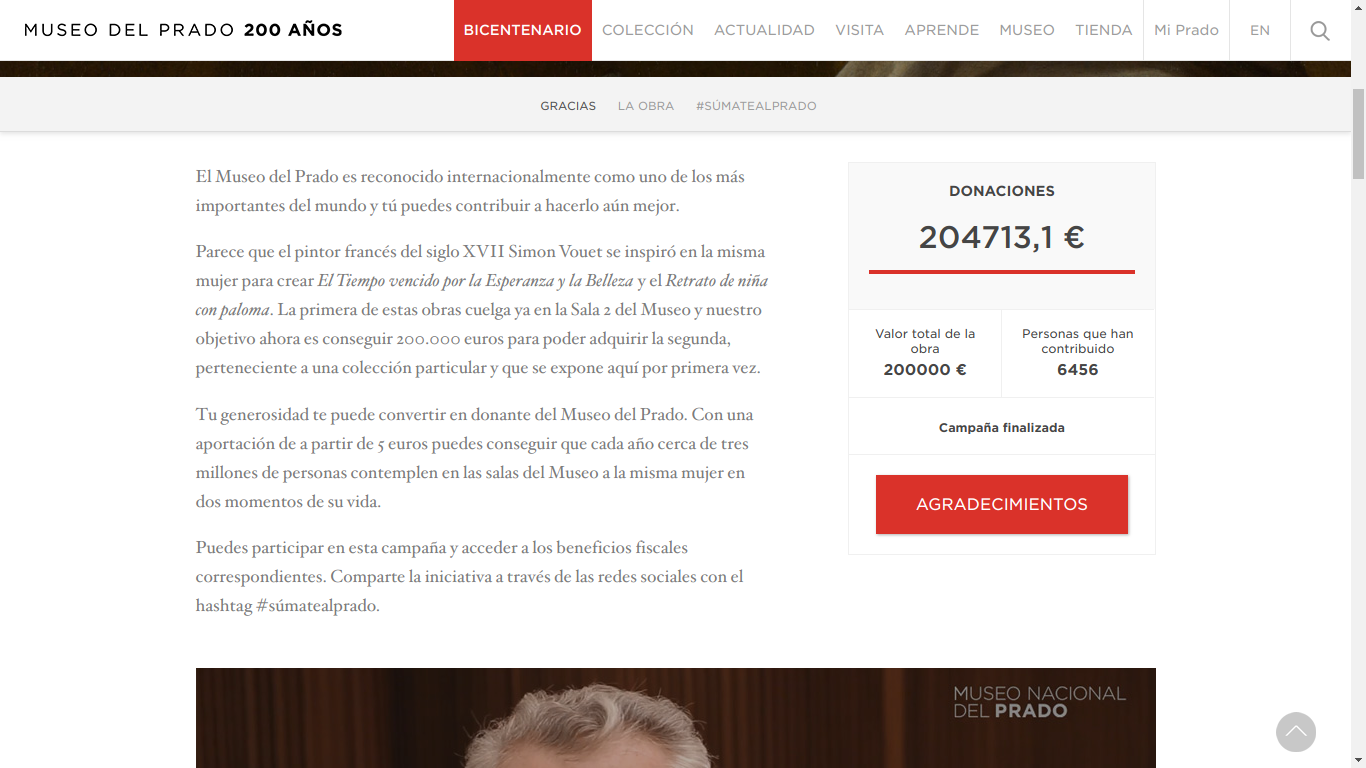 MUSEO DEL PRADO 200 AÑOS
BICENTENARIO COLECCIÓN ACTUALIDAD VISITA APRENDE MUSEO TIENDA Mi Prado EN
GRACIAS LA OBRA #SÚMATEALPRADO
El Museo del Prado es reconocido internacionalmente como uno de los más
importantes del mundo y tú puedes contribuir a hacerlo aún mejor.
Parece que el pintor francés del siglo XVII Simon Vouet se inspiró en la misma
mujer para crear El Tiempo vencido por la Esperanza y la Belleza y el Retrato de niña
con paloma. La primera de estas obras cuelga ya en la Sala 2 del Museo y nuestro
objetivo ahora es conseguir 200.000 euros para poder adquirir la segunda,
perteneciente a una colección particular y que se expone aquí por primera vez.
Tu generosidad te puede convertir en donante del Museo del Prado. Con una
aportación de a partir de 5 euros puedes conseguir que cada año cerca de tres
millones de personas contemplen en las salas del Museo a la misma mujer en
dos momentos de su vida.
Puedes participar en esta campaña y acceder a los beneficios fiscales
correspondientes. Comparte la iniciativa a través de las redes sociales con el
hashtag #súmatealprado.
DONACIONES
204713,1 €
Valor total de la
obra
200000 €
Personas que han
contribuido
6456
Campaña finalizada
AGRADECIMIENTOS
MUSEO NACIONAL
DEL PRADO